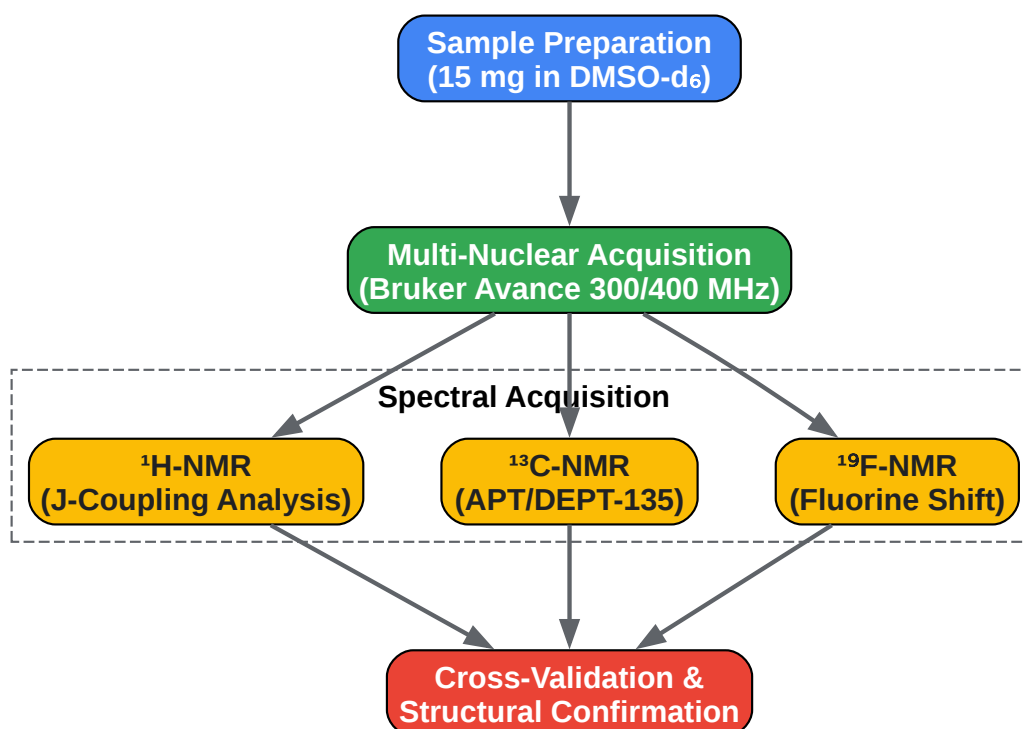 Sample Preparation
(15 mg in DMSO-d₆)
Multi-Nuclear Acquisition
(Bruker Avance 300/400 MHz)
Spectral Acquisition
¹H-NMR
(J-Coupling Analysis)
¹³C-NMR
(APT/DEPT-135)
¹⁹F-NMR
(Fluorine Shift)
Cross-Validation &
Structural Confirmation